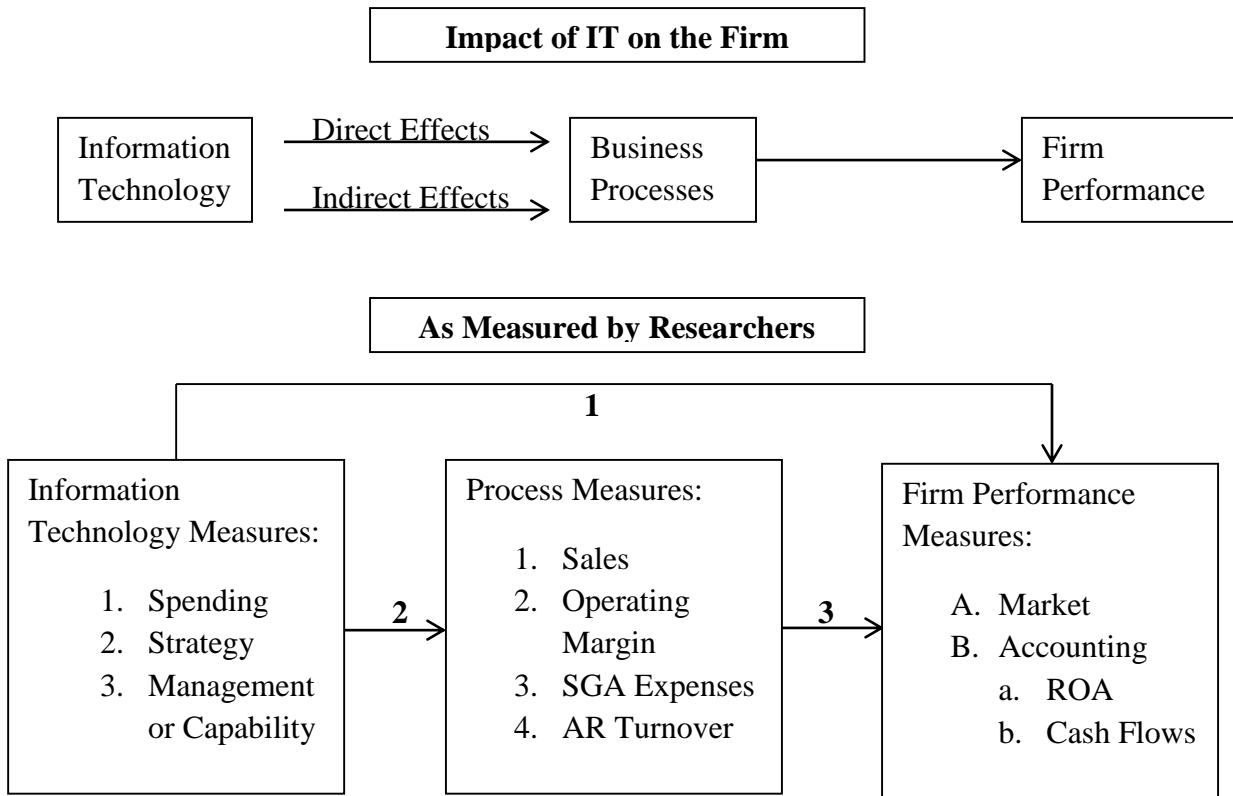 Impact of IT on the Firm
Information
Technology
Direct Effects
Indirect Effects
Business
Processes
Firm
Performance
As Measured by Researchers
1
Information
Technology Measures:
1. Spending
2. Strategy
3. Management
or Capability
2
Process Measures:
1. Sales
2. Operating
Margin
3. SGA Expenses
4. AR Turnover
3
Firm Performance
Measures:
A. Market
B. Accounting
a. ROA
b. Cash Flows